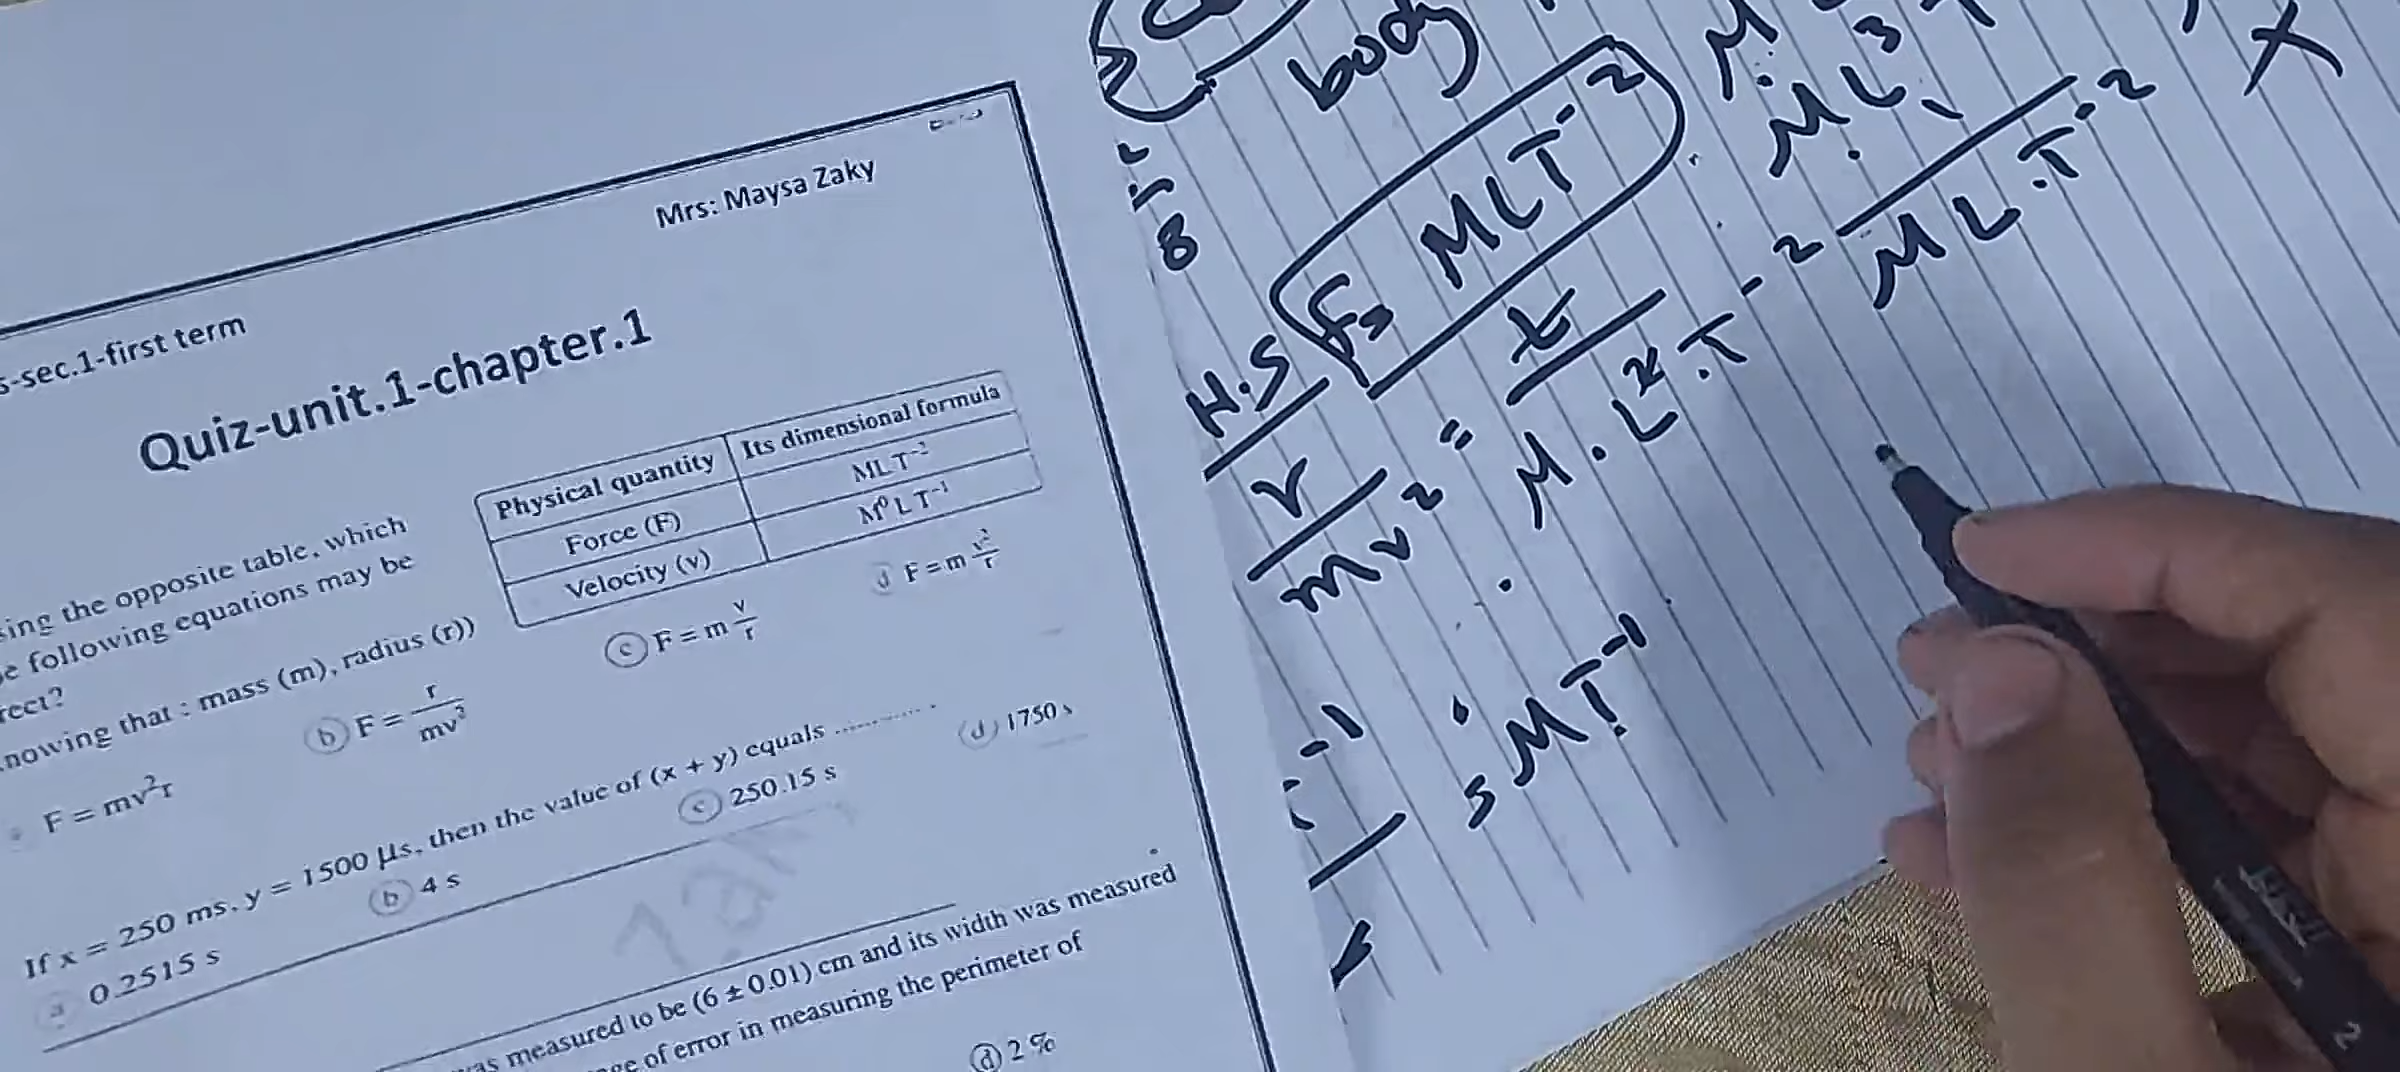 Mrs: Maysa Zaky
s-sec.1-first term
Quiz-unit.1-chapter.1
Physical quantity Its dimensional formula
Force (F) MLT⁻²
Velocity (v) M⁰LT⁻¹
sing the opposite table, which
e following equations may be
rect?
nowing that : mass (m), radius (r))
F = mv²r
b F = r/mv²
c F = m v/r
d F = m v²/r
If x = 250 ms, y = 1500 µs, then the value of (x + y) equals ............
a 0.2515 s
b 4 s
c 250.15 s
d 1750 s
was measured to be (6 ± 0.01) cm and its width was measured
ge of error in measuring the perimeter of
d 2 %
body
MLT⁻²
H.S
r/mv² =
M.L².T⁻²
ML³
MLT⁻²
MT⁻¹
X
2